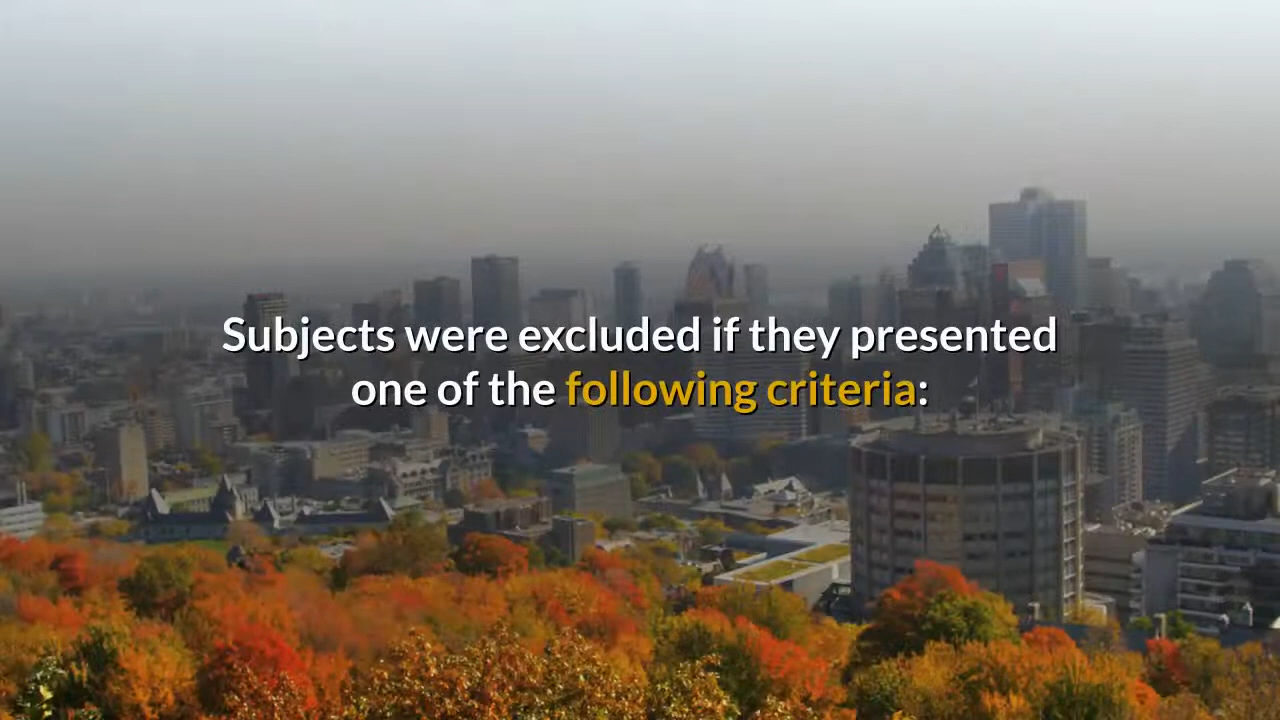 Subjects were excluded if they presented
one of the following criteria: